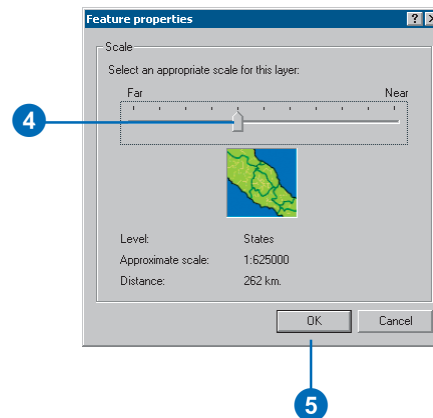 Feature properties
Scale
Select an appropriate scale for this layer:
Far Near
4
Level: States
Approximate scale: 1:625000
Distance: 262 km.
OK Cancel
5